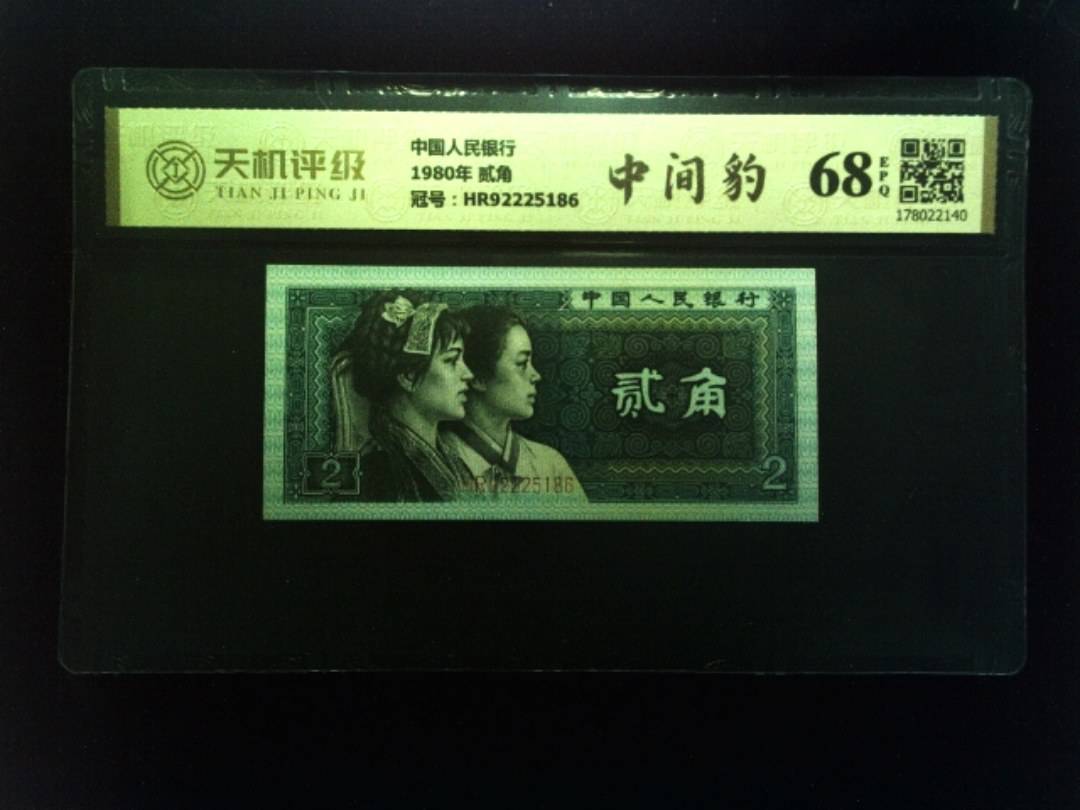 天机评级
TIAN JI PING JI
中国人民银行
1980年 贰角
冠号：HR92225186
中间豹
68
EPQ
178022140
中国人民银行
贰角
2
2
HR92225186